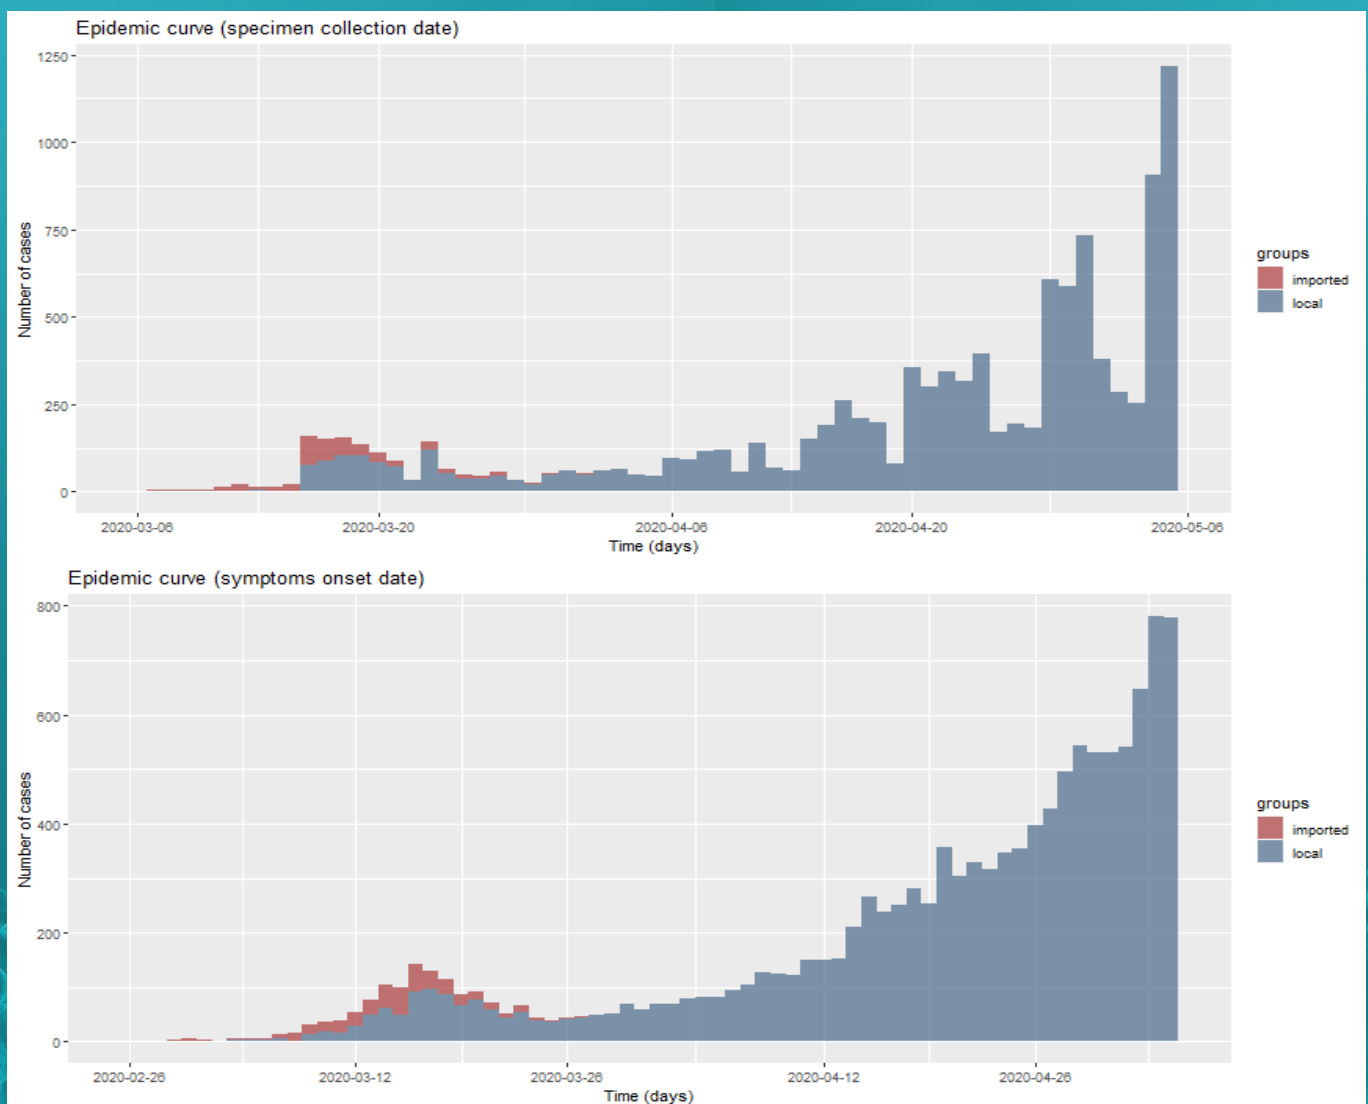 Epidemic curve (specimen collection date)
1250
1000
750
500
250
0
Number of cases
2020-03-06
2020-03-20
2020-04-06
2020-04-20
2020-05-06
Time (days)
groups
imported
local
Epidemic curve (symptoms onset date)
800
600
400
200
0
Number of cases
2020-02-26
2020-03-12
2020-03-26
2020-04-12
2020-04-26
Time (days)
groups
imported
local